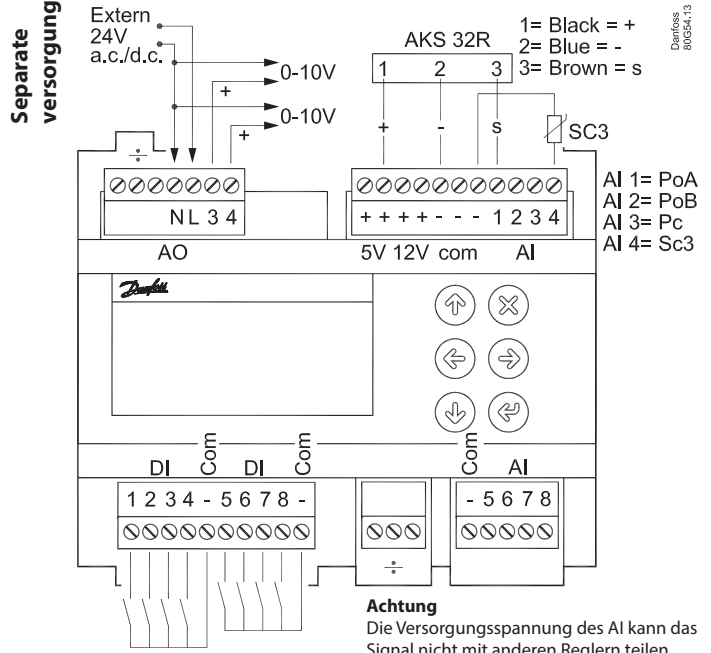 Separate
versorgung
Extern
24V
a.c./d.c.
0-10V
+
0-10V
+
AKS 32R
1 2 3
1= Black = +
2= Blue = -
3= Brown = s
Danfoss
80G54.13
+ - s
SC3
÷
N L 3 4
+ + + + - - - 1 2 3 4
AI 1= PoA
AI 2= PoB
AI 3= Pc
AI 4= Sc3
AO
5V 12V com AI
Danfoss
DI Com DI Com
Com AI
1 2 3 4 - 5 6 7 8 -
- 5 6 7 8
÷
Achtung
Die Versorgungsspannung des AI kann das
Signal nicht mit anderen Reglern teilen